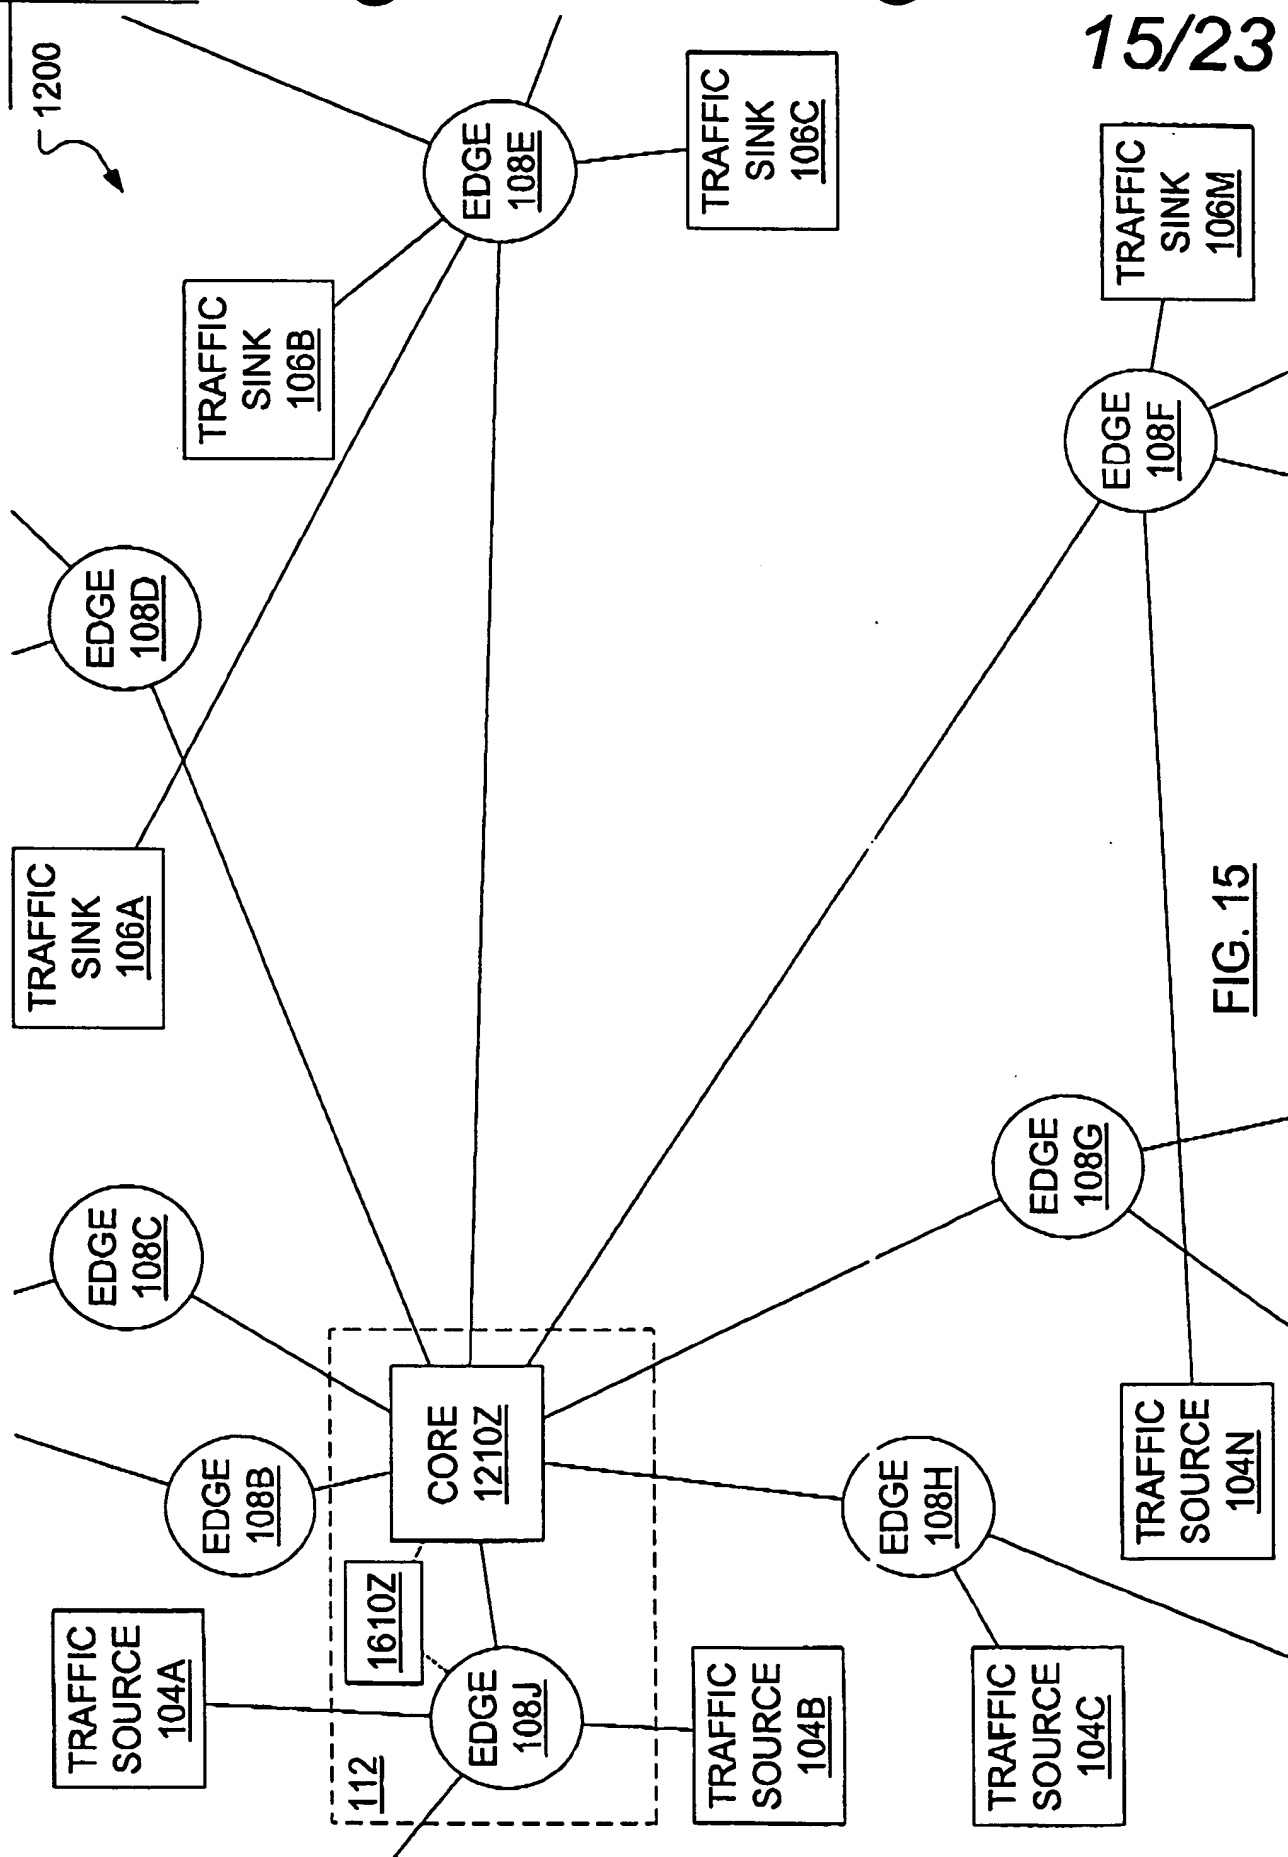 15/23
1200
TRAFFIC
SOURCE
104A
EDGE
108B
EDGE
108C
TRAFFIC
SINK
106A
EDGE
108D
TRAFFIC
SINK
106B
EDGE
108E
TRAFFIC
SINK
106C
112
1610Z
EDGE
108J
CORE
1210Z
TRAFFIC
SOURCE
104B
EDGE
108H
TRAFFIC
SOURCE
104C
EDGE
108G
TRAFFIC
SOURCE
104N
EDGE
108F
TRAFFIC
SINK
106M
FIG. 15